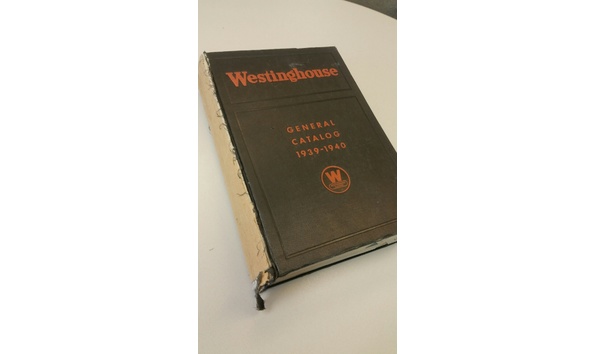 Westinghouse
GENERAL
CATALOG
1939-1940
W